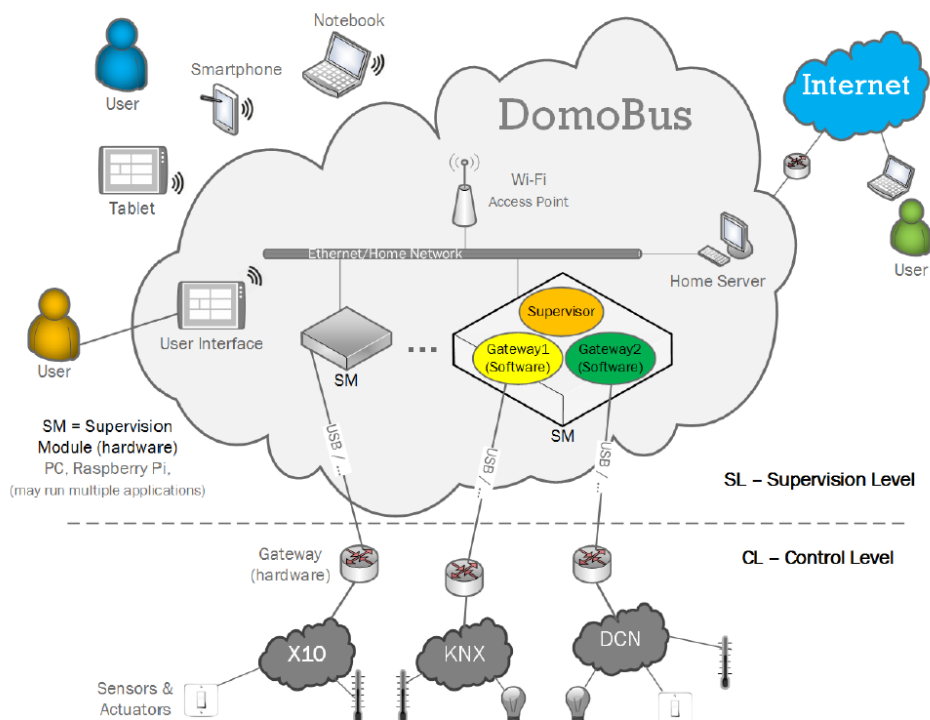 Notebook
Smartphone
User
Tablet
DomoBus
Internet
Wi-Fi
Access Point
Ethernet/Home Network
Home Server
User
User Interface
User
Supervisor
Gateway1
(Software)
Gateway2
(Software)
SM
...
SM
SM = Supervision
Module (hardware)
PC, Raspberry Pi,
(may run multiple applications)
USB / ...
USB / ...
USB / ...
SL – Supervision Level
CL – Control Level
Gateway
(hardware)
X10
KNX
DCN
Sensors &
Actuators